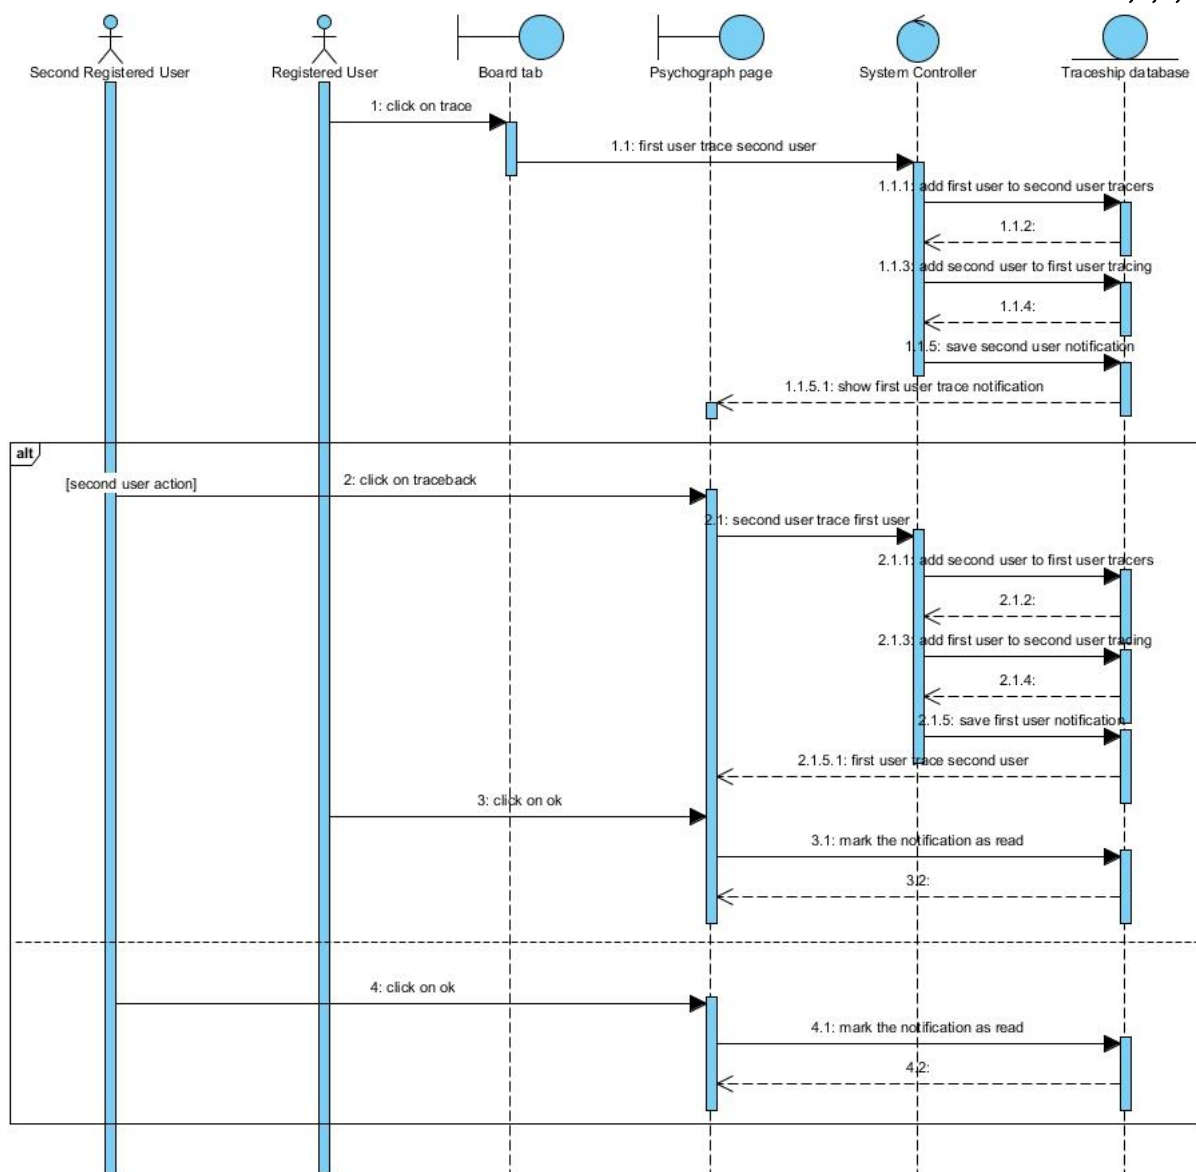 Second Registered User
Registered User
Board tab
Psychograph page
System Controller
Traceship database
1: click on trace
1.1: first user trace second user
1.1.1: add first user to second user tracers
1.1.2:
1.1.3: add second user to first user tracing
1.1.4:
1.1.5: save second user notification
1.1.5.1: show first user trace notification
alt
[second user action]
2: click on traceback
2.1: second user trace first user
2.1.1: add second user to first user tracers
2.1.2:
2.1.3: add first user to second user tracing
2.1.4:
2.1.5: save first user notification
2.1.5.1: first user trace second user
3: click on ok
3.1: mark the notification as read
3.2:
4: click on ok
4.1: mark the notification as read
4.2: